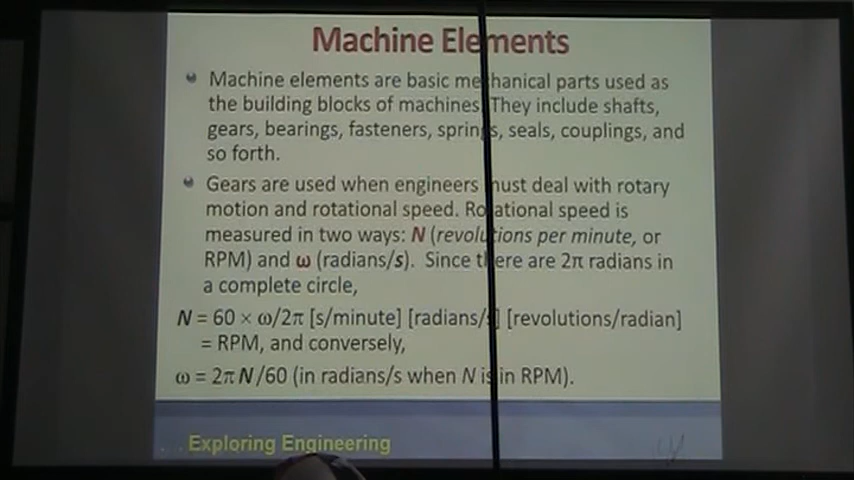 Machine Elements
Machine elements are basic mechanical parts used as
the building blocks of machines. They include shafts,
gears, bearings, fasteners, springs, seals, couplings, and
so forth.
Gears are used when engineers must deal with rotary
motion and rotational speed. Rotational speed is
measured in two ways: N (revolutions per minute, or
RPM) and ω (radians/s). Since there are 2π radians in
a complete circle,
N = 60 × ω/2π [s/minute] [radians/s] [revolutions/radian]
= RPM, and conversely,
ω = 2πN/60 (in radians/s when N is in RPM).
Exploring Engineering